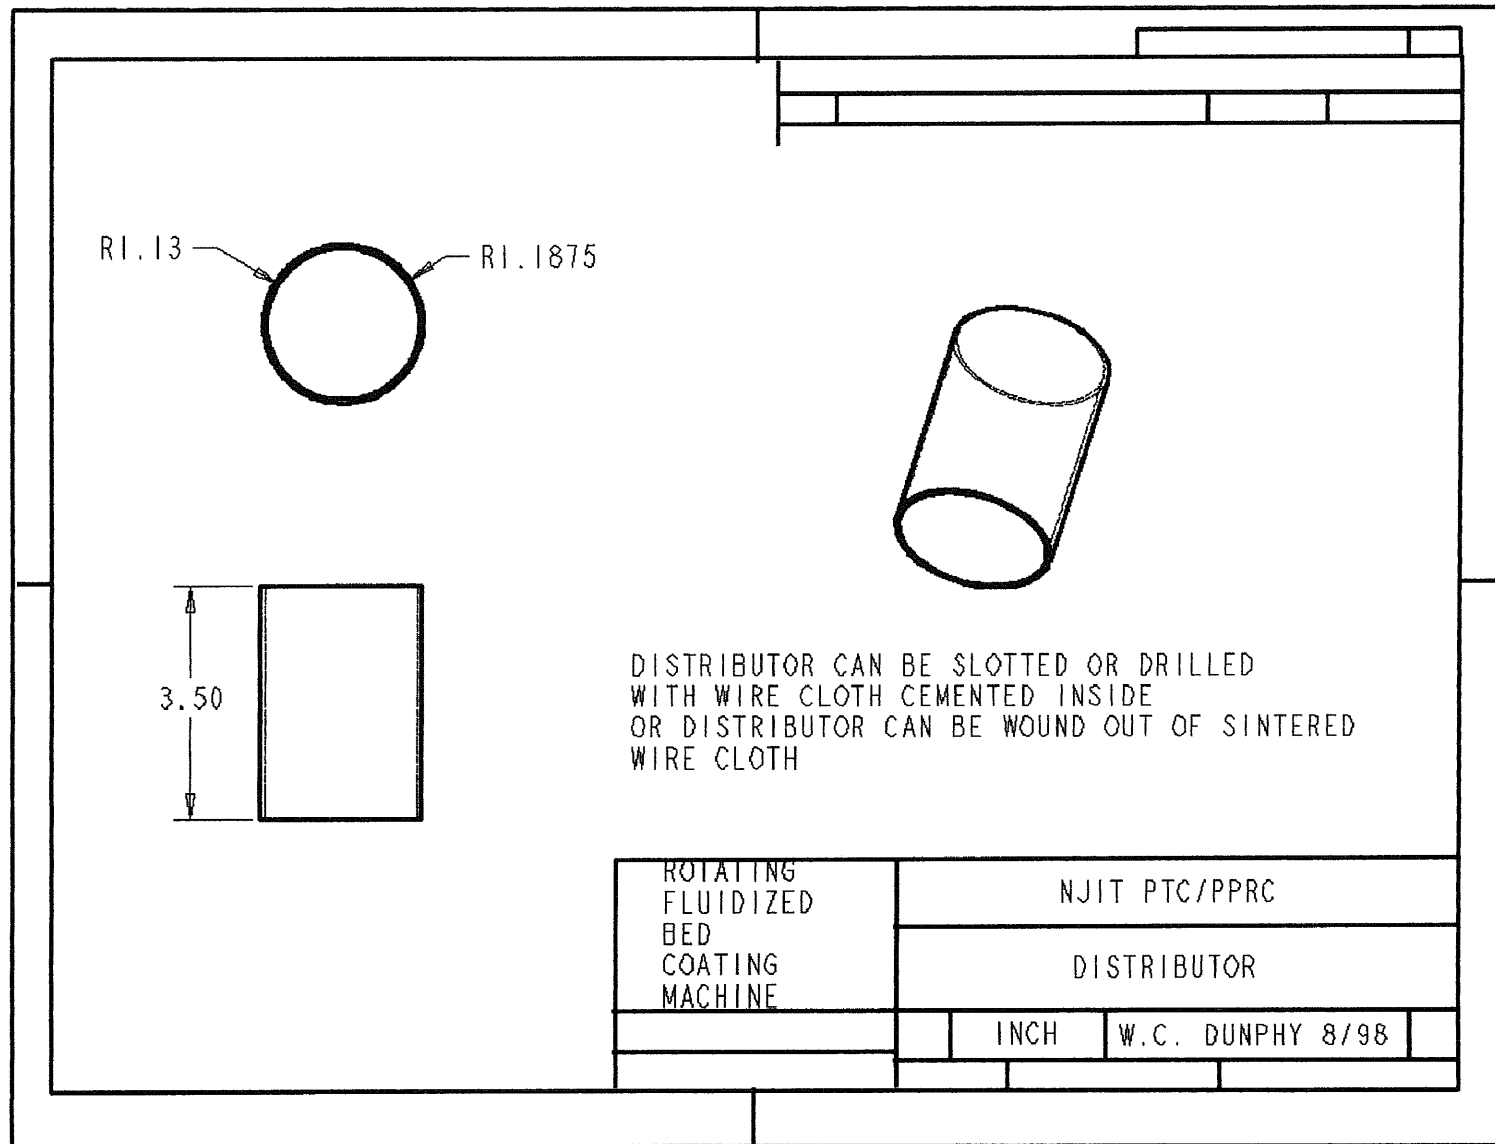 R1.13
R1.1875
3.50
DISTRIBUTOR CAN BE SLOTTED OR DRILLED
WITH WIRE CLOTH CEMENTED INSIDE
OR DISTRIBUTOR CAN BE WOUND OUT OF SINTERED
WIRE CLOTH
ROTATING
FLUIDIZED
BED
COATING
MACHINE
NJIT PTC/PPRC
DISTRIBUTOR
INCH
W.C. DUNPHY 8/98